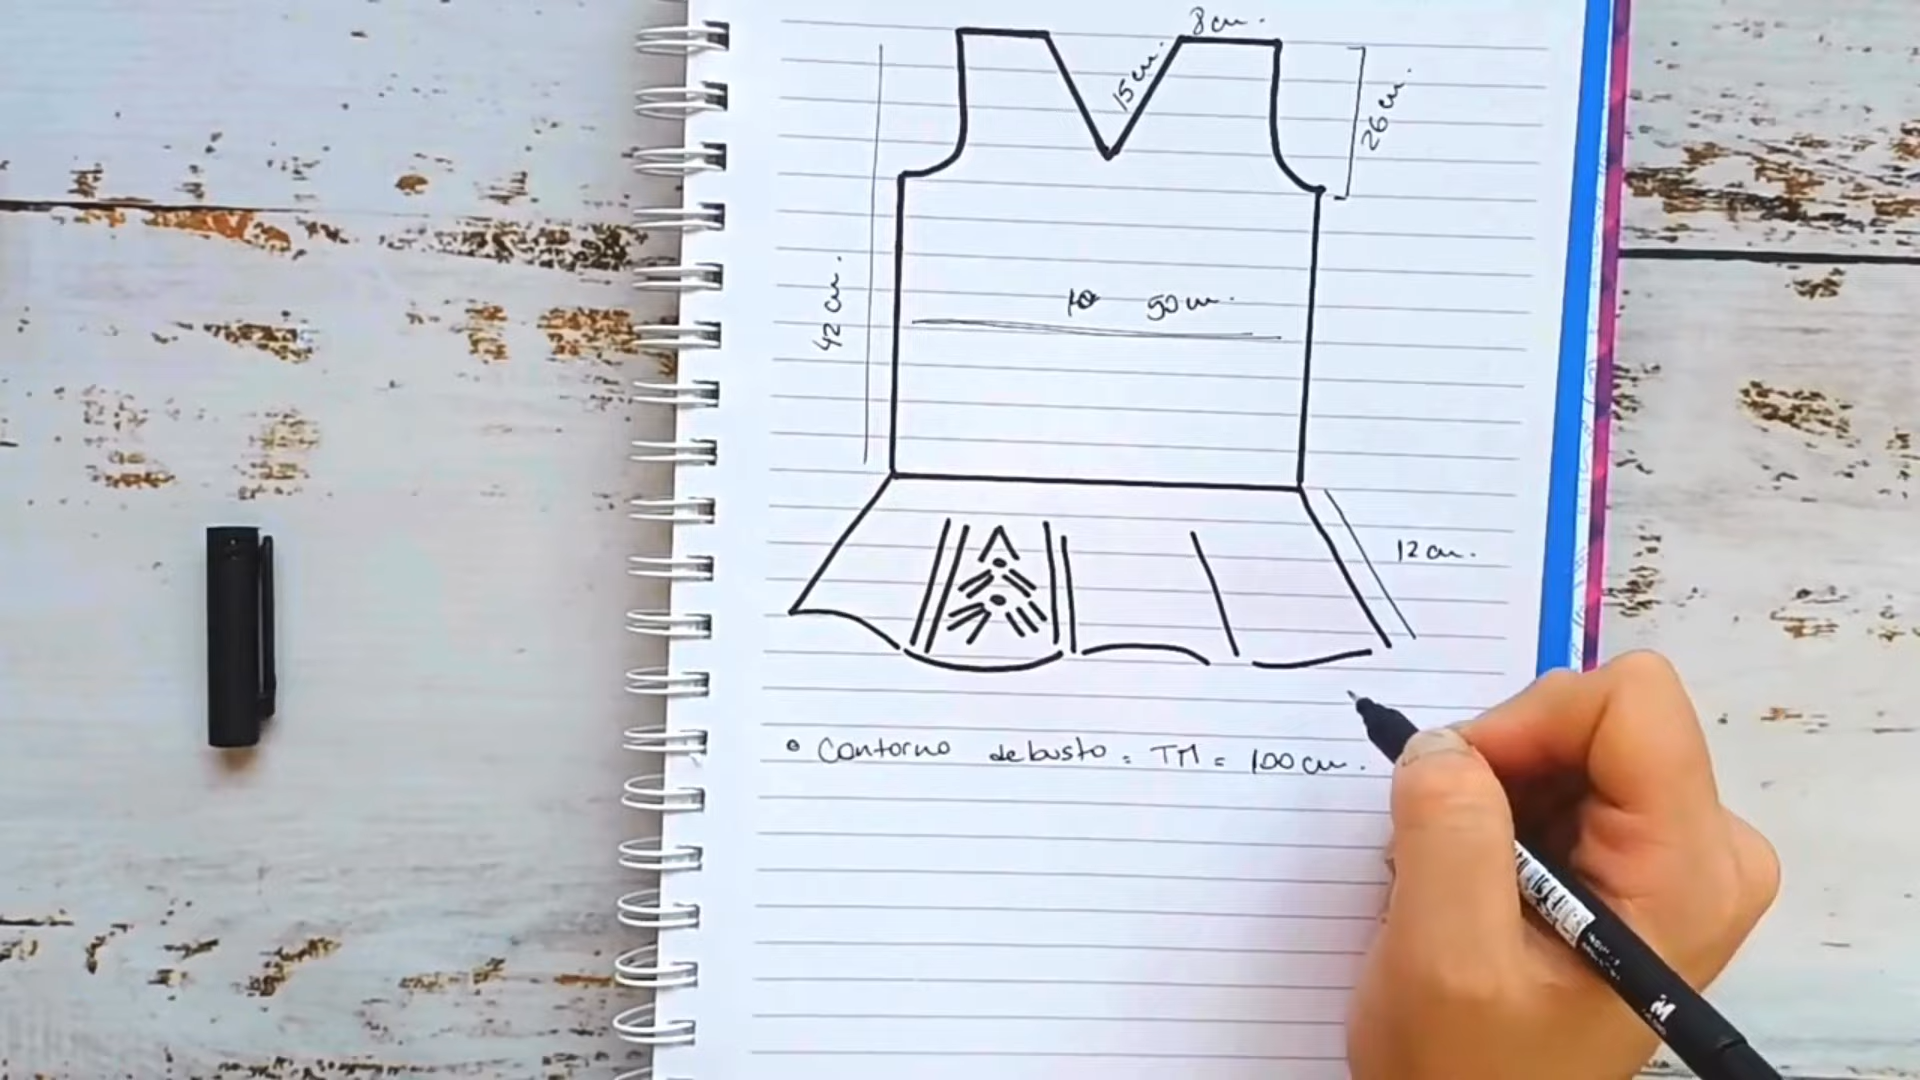 8 cm.
15 cm.
26 cm.
42 cm.
50 cm.
12 cm.
• Contorno de busto = TM = 100 cm.